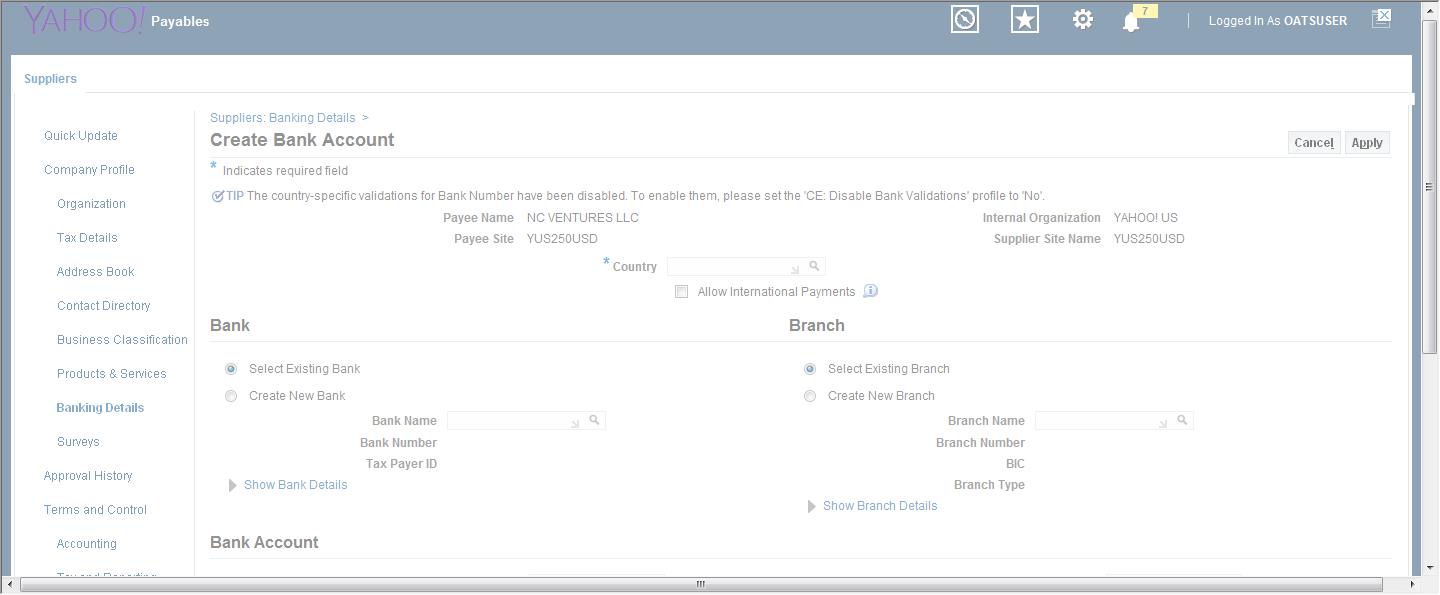 YAHOO! Payables
7
Logged In As OATSUSER
Suppliers
Quick Update
Company Profile
Organization
Tax Details
Address Book
Contact Directory
Business Classification
Products & Services
Banking Details
Surveys
Approval History
Terms and Control
Accounting
Tax and Reporting
Suppliers: Banking Details >
Create Bank Account
Cancel Apply
* Indicates required field
TIP The country-specific validations for Bank Number have been disabled. To enable them, please set the 'CE: Disable Bank Validations' profile to 'No'.
Payee Name NC VENTURES LLC
Payee Site YUS250USD
Internal Organization YAHOO! US
Supplier Site Name YUS250USD
* Country
Allow International Payments
Bank
Select Existing Bank
Create New Bank
Bank Name
Bank Number
Tax Payer ID
Show Bank Details
Branch
Select Existing Branch
Create New Branch
Branch Name
Branch Number
BIC
Branch Type
Show Branch Details
Bank Account